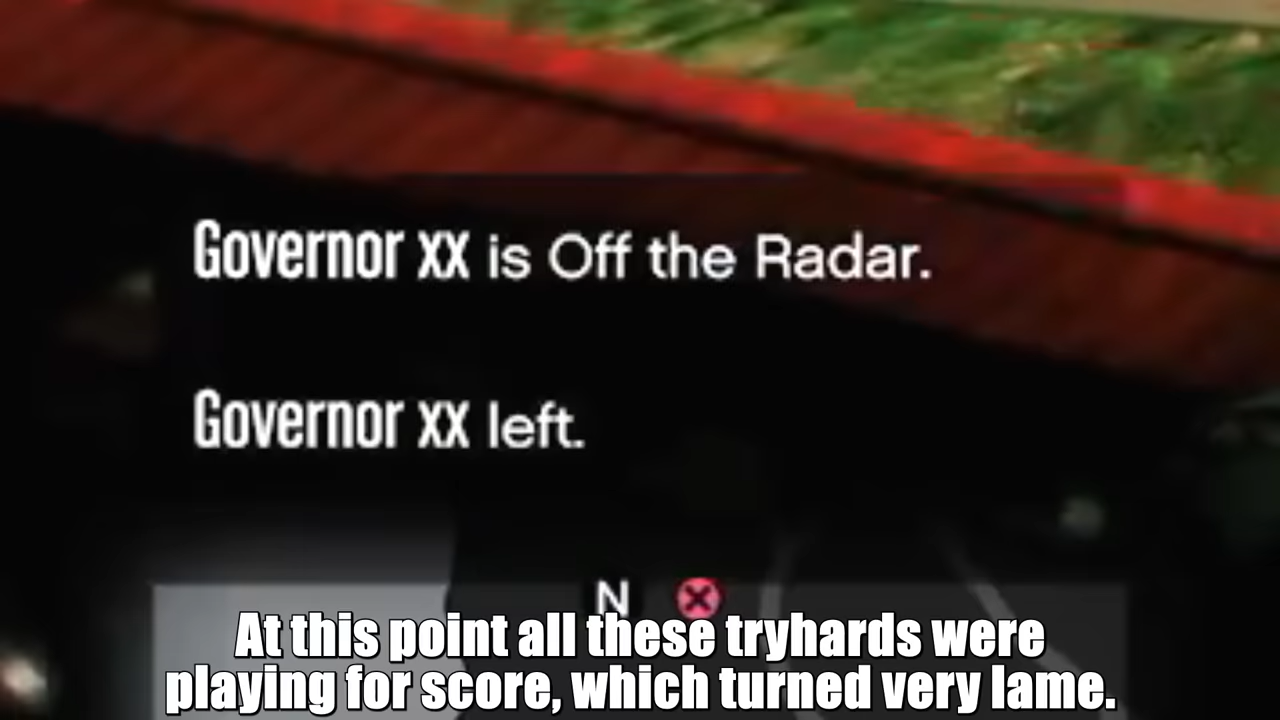 Governor xx is Off the Radar.
Governor xx left.
N
At this point all these tryhards were
playing for score, which turned very lame.